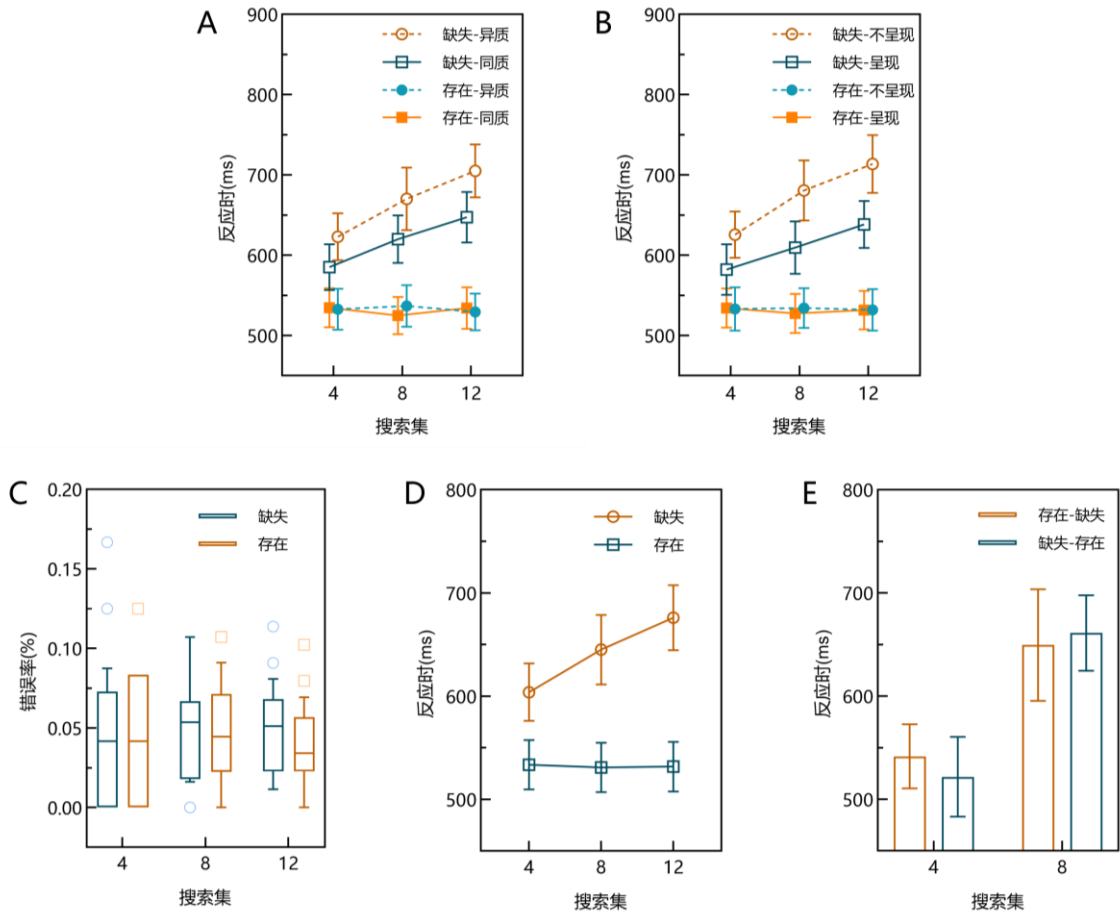 A
900
800
700
600
500
反应时(ms)
缺失-异质
缺失-同质
存在-异质
存在-同质
4 8 12
搜索集
B
900
800
700
600
500
反应时(ms)
缺失-不呈现
缺失-呈现
存在-不呈现
存在-呈现
4 8 12
搜索集
C
0.20
0.15
0.10
0.05
0.00
错误率(%)
缺失
存在
4 8 12
搜索集
D
800
700
600
500
反应时(ms)
缺失
存在
4 8 12
搜索集
E
800
700
600
500
反应时(ms)
存在-缺失
缺失-存在
4 8
搜索集